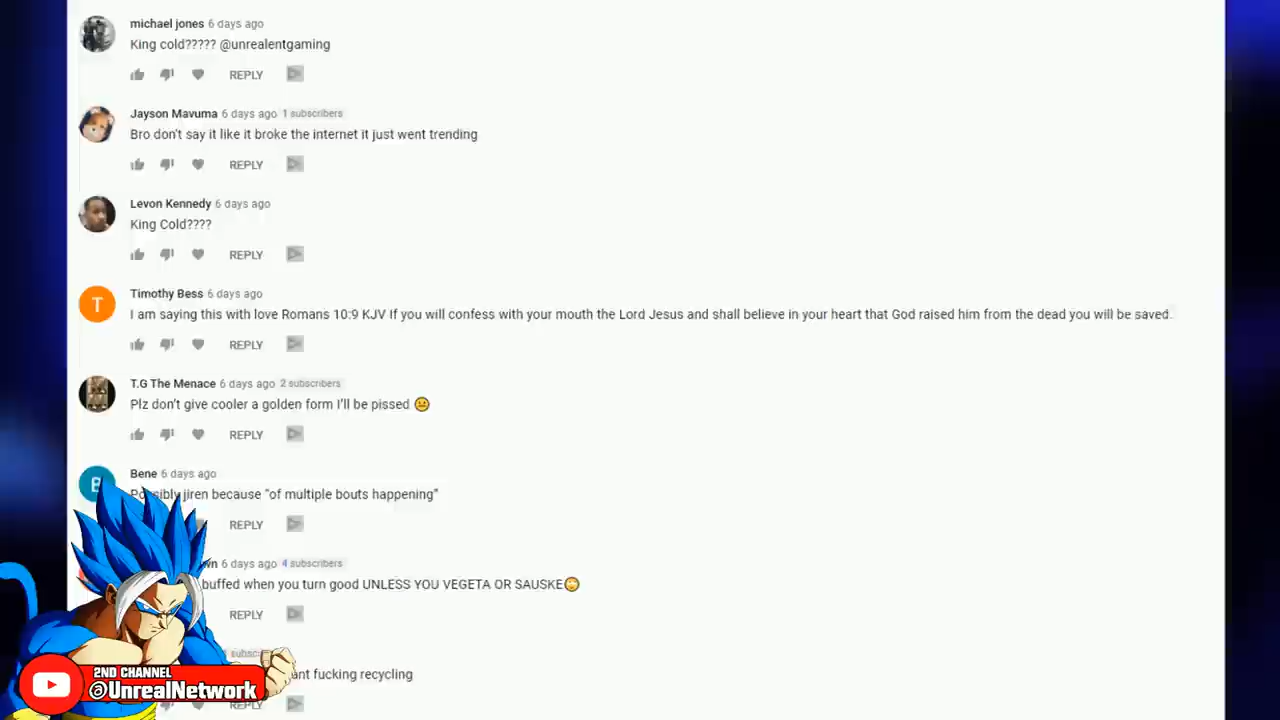 michael jones 6 days ago
King cold????? @unrealentgaming
REPLY
Jayson Mavuma 6 days ago 1 subscribers
Bro don't say it like it broke the internet it just went trending
REPLY
Levon Kennedy 6 days ago
King Cold????
REPLY
T
Timothy Bess 6 days ago
I am saying this with love Romans 10:9 KJV If you will confess with your mouth the Lord Jesus and shall believe in your heart that God raised him from the dead you will be saved.
REPLY
T.G The Menace 6 days ago 2 subscribers
Plz don't give cooler a golden form I'll be pissed 😐
REPLY
B
Bene 6 days ago
Possibly jiren because "of multiple bouts happening"
REPLY
wn 6 days ago 4 subscribers
buffed when you turn good UNLESS YOU VEGETA OR SAUSKE🙄
REPLY
fucking recycling
2ND CHANNEL
@UnrealNetwork
REPLY